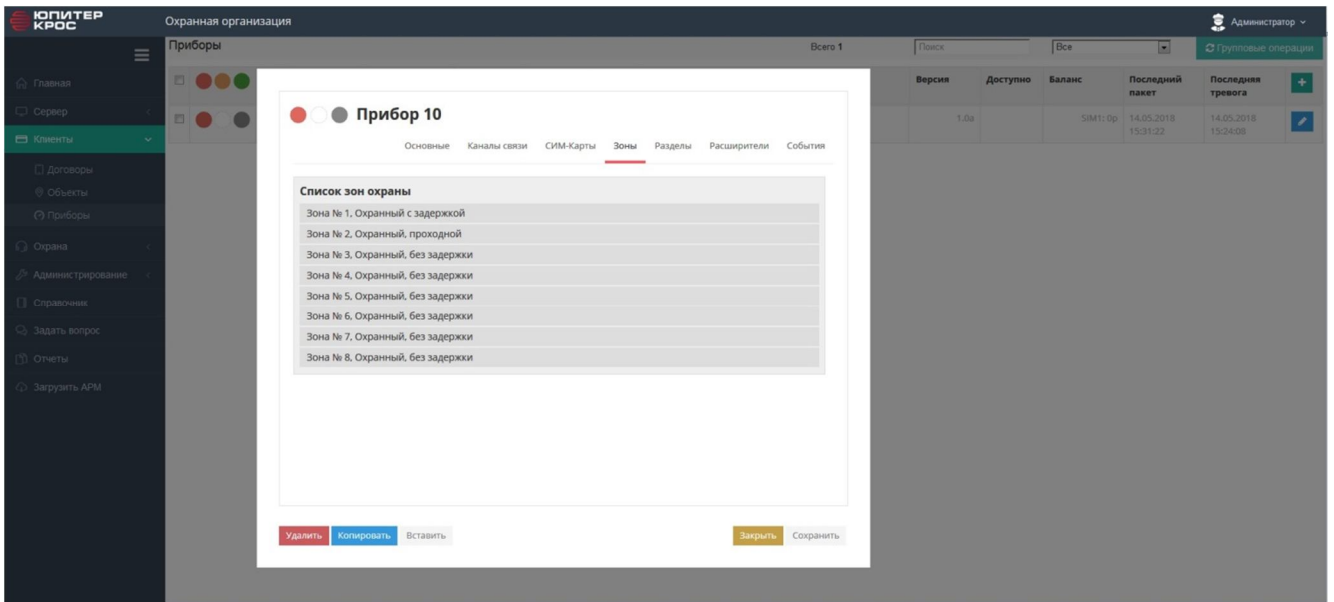 ЮПИТЕР
КРОС
Охранная организация
Администратор
Приборы
Всего 1
Поиск
Все
Групповые операции
Главная
Сервер
Клиенты
Договоры
Объекты
Приборы
Охрана
Администрирование
Справочник
Задать вопрос
Отчеты
Загрузить АРМ
Версия
Доступно
Баланс
Последний
пакет
Последняя
тревога
1.0a
SIM1: 0р
14.05.2018
15:31:22
14.05.2018
15:24:08
Прибор 10
Основные Каналы связи СИМ-Карты Зоны Разделы Расширители События
Список зон охраны
Зона № 1, Охранный с задержкой
Зона № 2, Охранный, проходной
Зона № 3, Охранный, без задержки
Зона № 4, Охранный, без задержки
Зона № 5, Охранный, без задержки
Зона № 6, Охранный, без задержки
Зона № 7, Охранный, без задержки
Зона № 8, Охранный, без задержки
Удалить Копировать Вставить Закрыть Сохранить